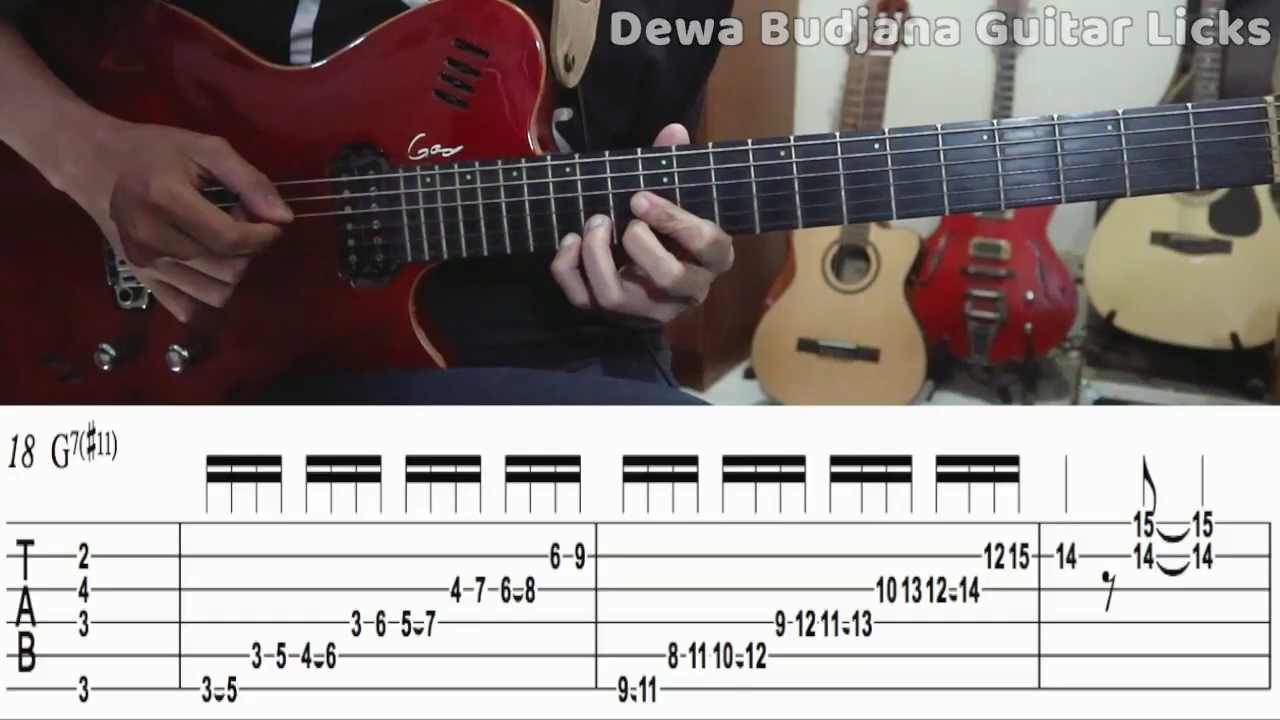 Dewa Budjana Guitar Licks
18 G7(#11)
15 15
T 2 6 9 12 15 14 14 14
A 4 4 7 6 8 10 13 12 14
3 3 6 5 7 9 12 11 13
B 3 5 4 6 8 11 10 12
3 3 5 9 11